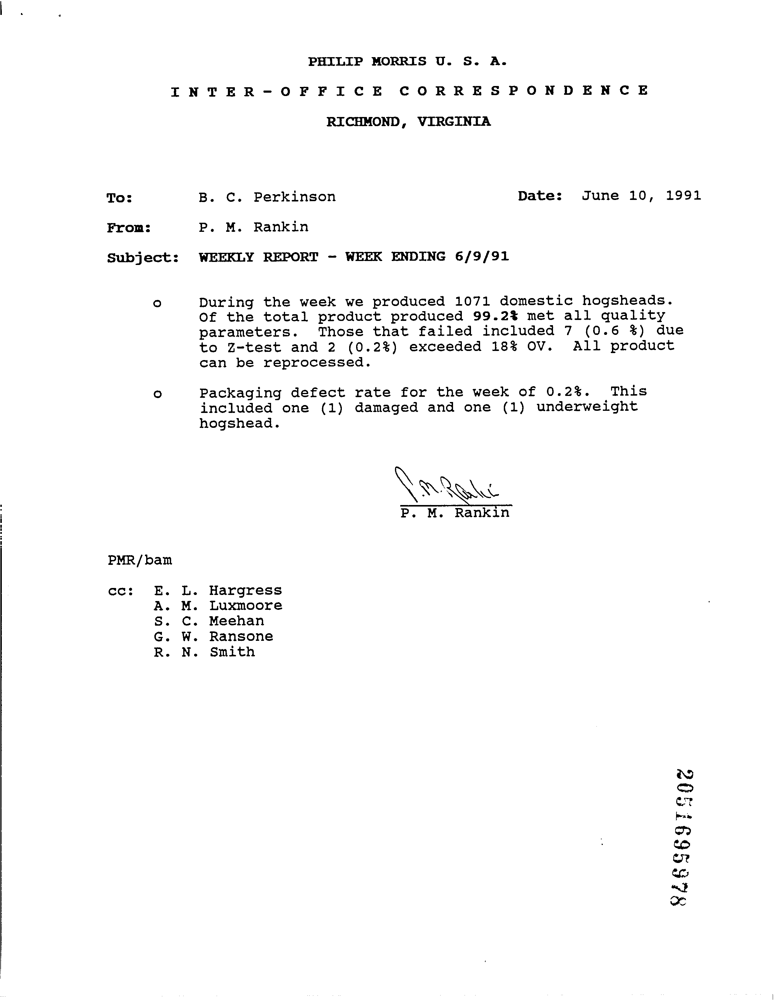 PHILIP MORRIS U. S. A.
INTER-OFFICE CORRESPONDENCE
RICHMOND, VIRGINIA
To: B. C. Perkinson Date: June 10, 1991
From: P. M. Rankin
Subject: WEEKLY REPORT - WEEK ENDING 6/9/91
o During the week we produced 1071 domestic hogsheads.
Of the total product produced 99.2% met all quality
parameters. Those that failed included 7 (0.6 %) due
to Z-test and 2 (0.2%) exceeded 18% OV. All product
can be reprocessed.
o Packaging defect rate for the week of 0.2%. This
included one (1) damaged and one (1) underweight
hogshead.
P. M. Rankin
P. M. Rankin
PMR/bam
cc: E. L. Hargress
A. M. Luxmoore
S. C. Meehan
G. W. Ransone
R. N. Smith
2051695978